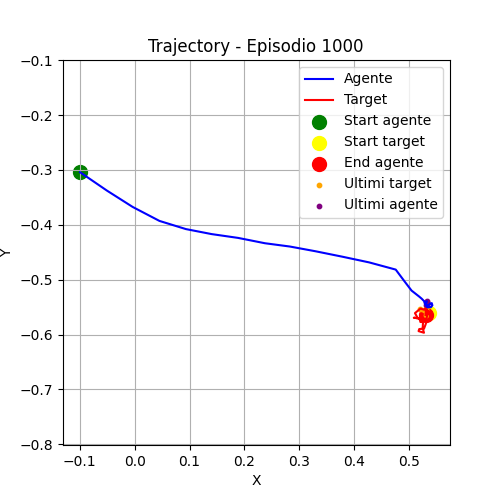 Trajectory - Episodio 1000
Agente
Target
Start agente
Start target
End agente
Ultimi target
Ultimi agente
−0.1
−0.2
−0.3
−0.4
−0.5
−0.6
−0.7
−0.8
Y
−0.1
0.0
0.1
0.2
0.3
0.4
0.5
X